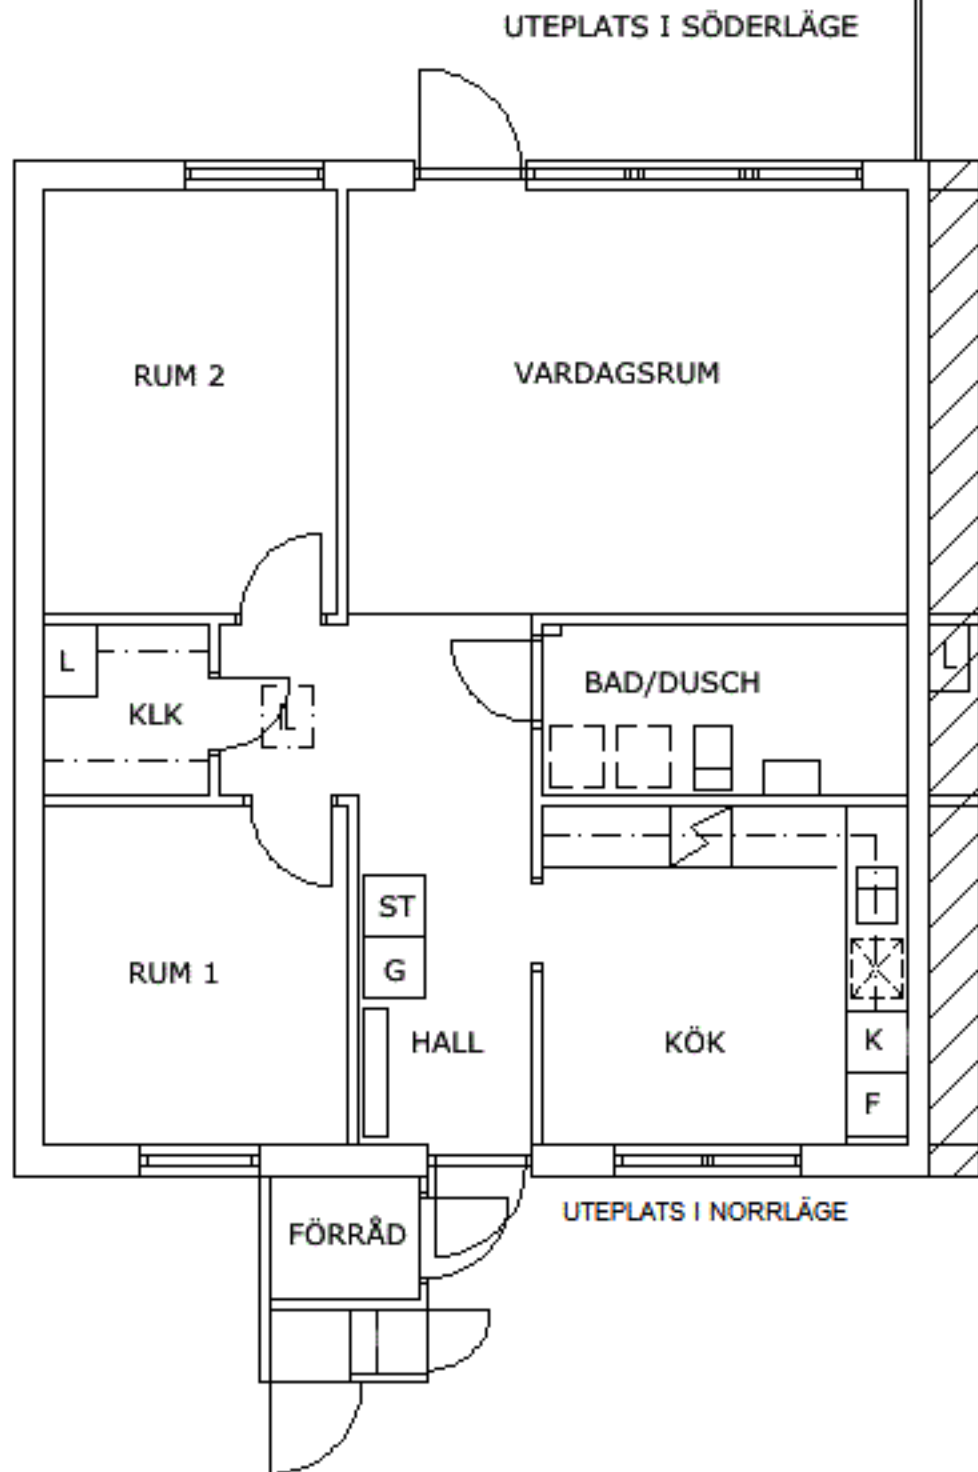 UTEPLATS I SÖDERLÄGE
RUM 2
VARDAGSRUM
L
KLK
L
BAD/DUSCH
L
ST
G
RUM 1
HALL
KÖK
K
F
UTEPLATS I NORRLÄGE
FÖRRÅD